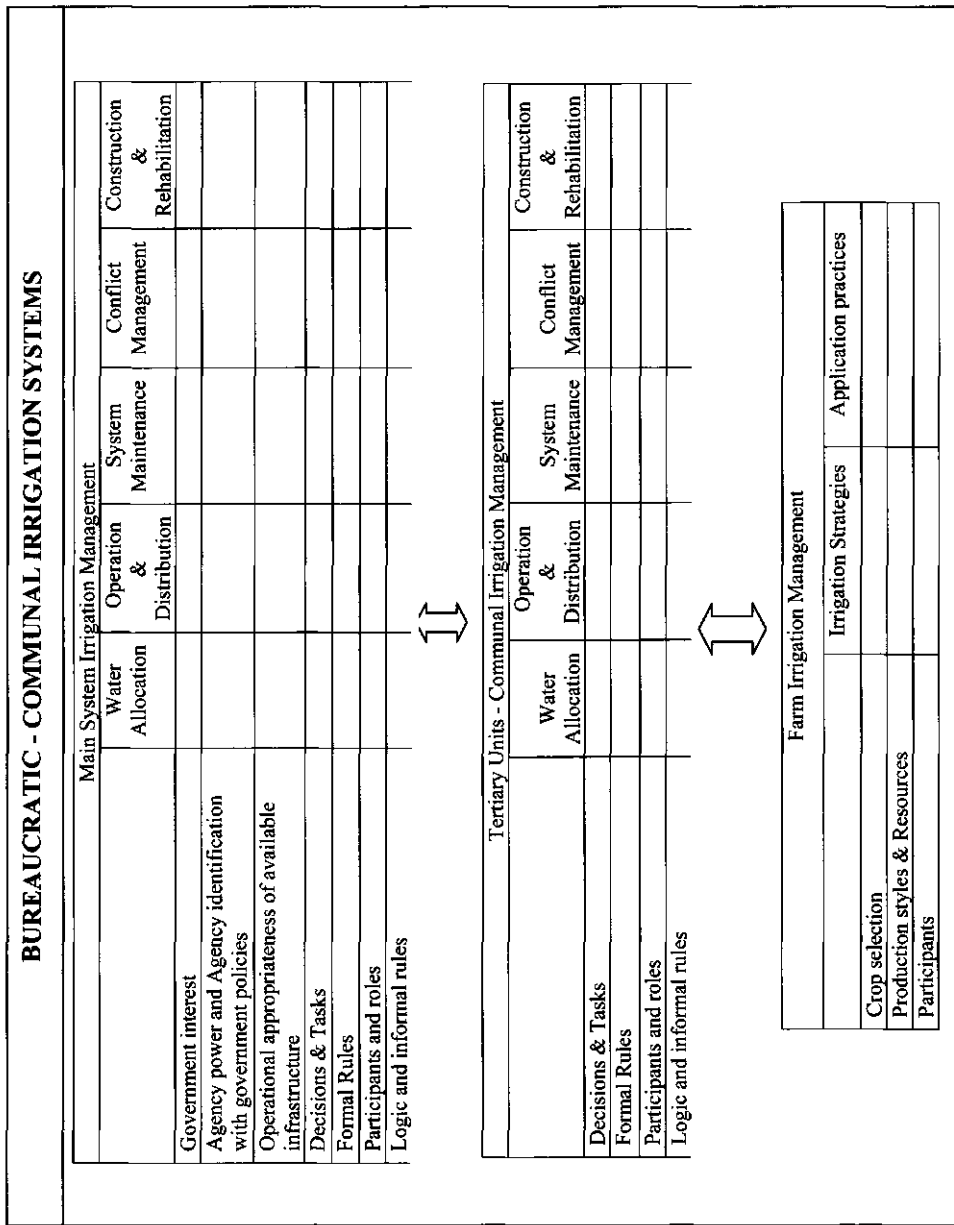 BUREAUCRATIC - COMMUNAL IRRIGATION SYSTEMS
Main System Irrigation Management
Water
Allocation
Operation
&
Distribution
System
Maintenance
Conflict
Management
Construction
&
Rehabilitation
Government interest
Agency power and Agency identification
with government policies
Operational appropriateness of available
infrastructure
Decisions & Tasks
Formal Rules
Participants and roles
Logic and informal rules
Tertiary Units - Communal Irrigation Management
Water
Allocation
Operation
&
Distribution
System
Maintenance
Conflict
Management
Construction
&
Rehabilitation
Decisions & Tasks
Formal Rules
Participants and roles
Logic and informal rules
Farm Irrigation Management
Irrigation Strategies
Application practices
Crop selection
Production styles & Resources
Participants